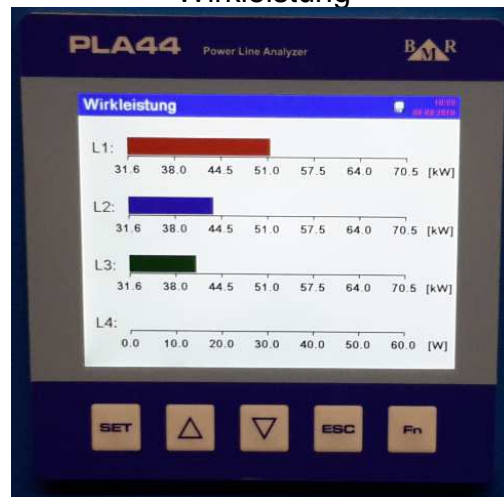 Wirkleistung
PLA44 Power Line Analyzer BMR
Wirkleistung
L1:
31.6 38.0 44.5 51.0 57.5 64.0 70.5 [kW]
L2:
31.6 38.0 44.5 51.0 57.5 64.0 70.5 [kW]
L3:
31.6 38.0 44.5 51.0 57.5 64.0 70.5 [kW]
L4:
0.0 10.0 20.0 30.0 40.0 50.0 60.0 [W]
SET ESC Fn